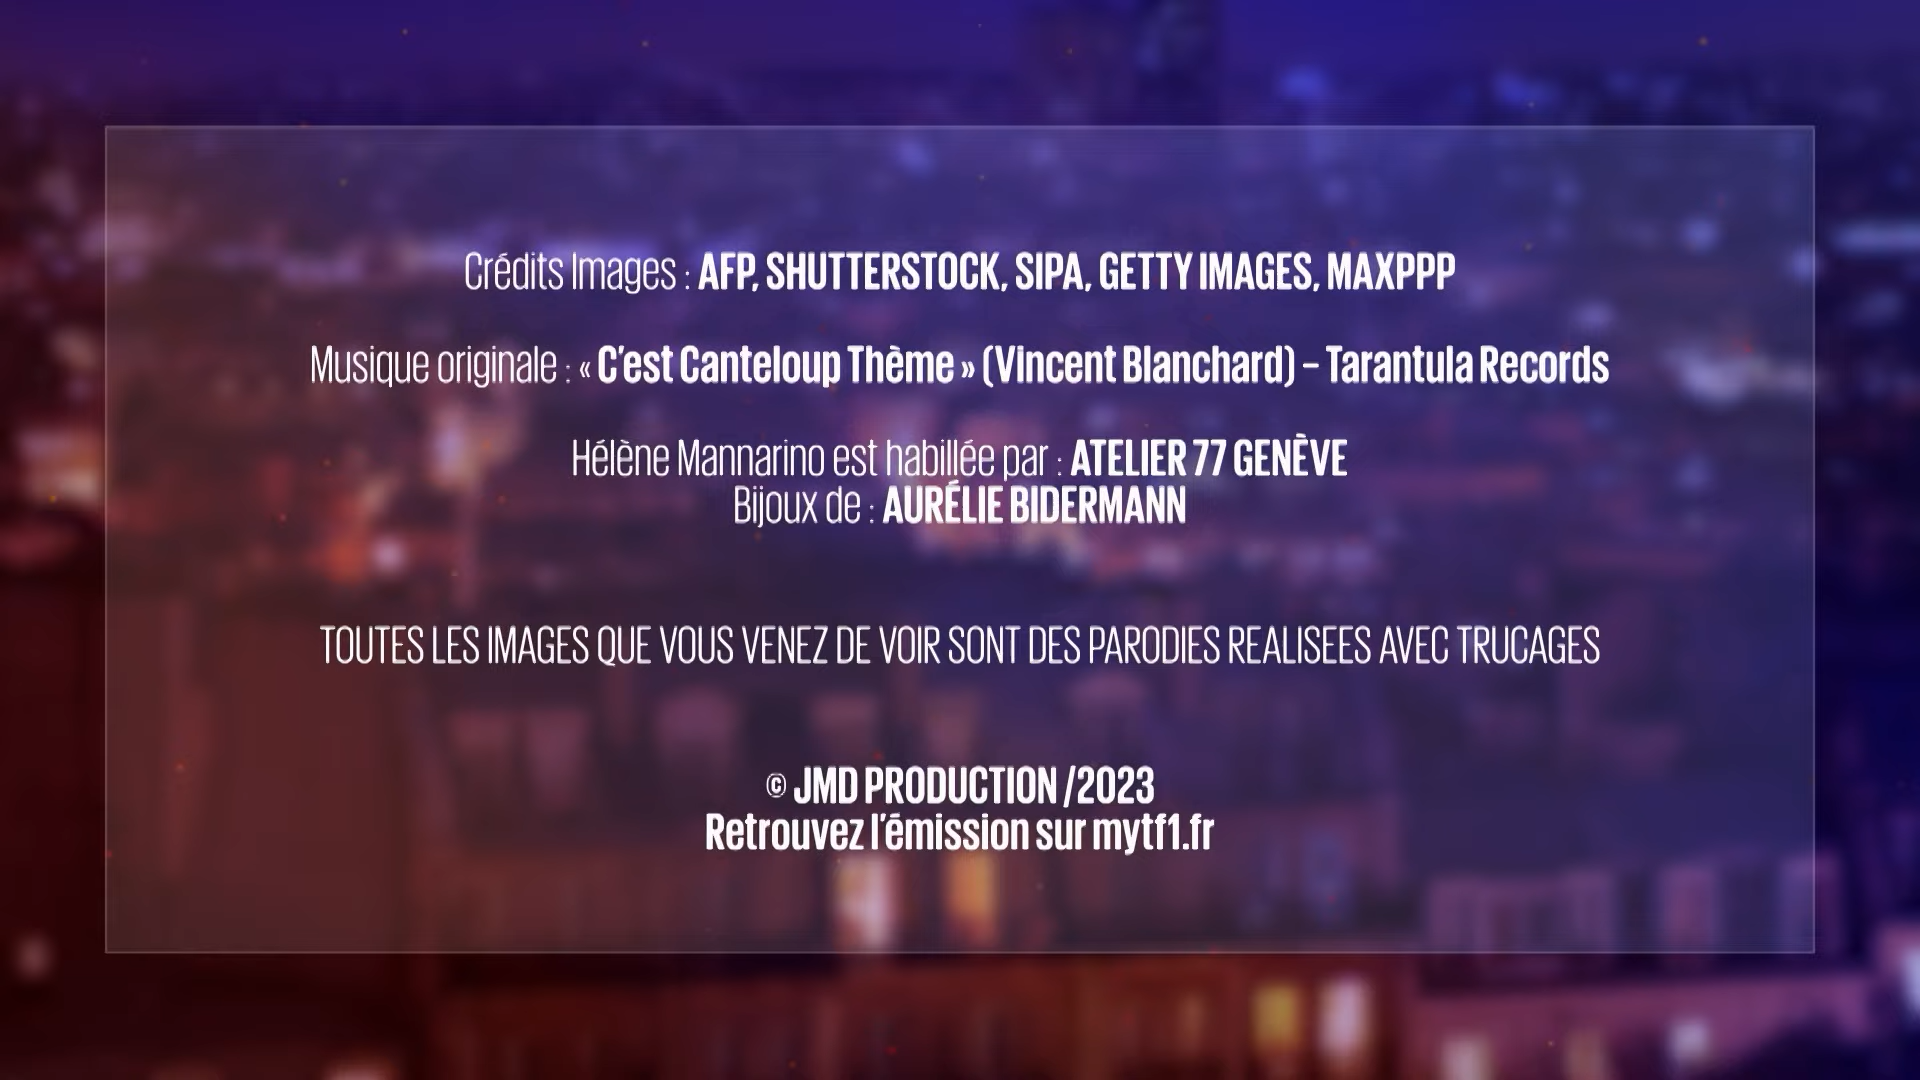 Crédits Images : AFP, SHUTTERSTOCK, SIPA, GETTY IMAGES, MAXPPP
Musique originale : « C'est Canteloup Thème » (Vincent Blanchard) – Tarantula Records
Hélène Mannarino est habillée par : ATELIER 77 GENÈVE
Bijoux de : AURÉLIE BIDERMANN
TOUTES LES IMAGES QUE VOUS VENEZ DE VOIR SONT DES PARODIES REALISEES AVEC TRUCAGES
© JMD PRODUCTION /2023
Retrouvez l'émission sur mytf1.fr